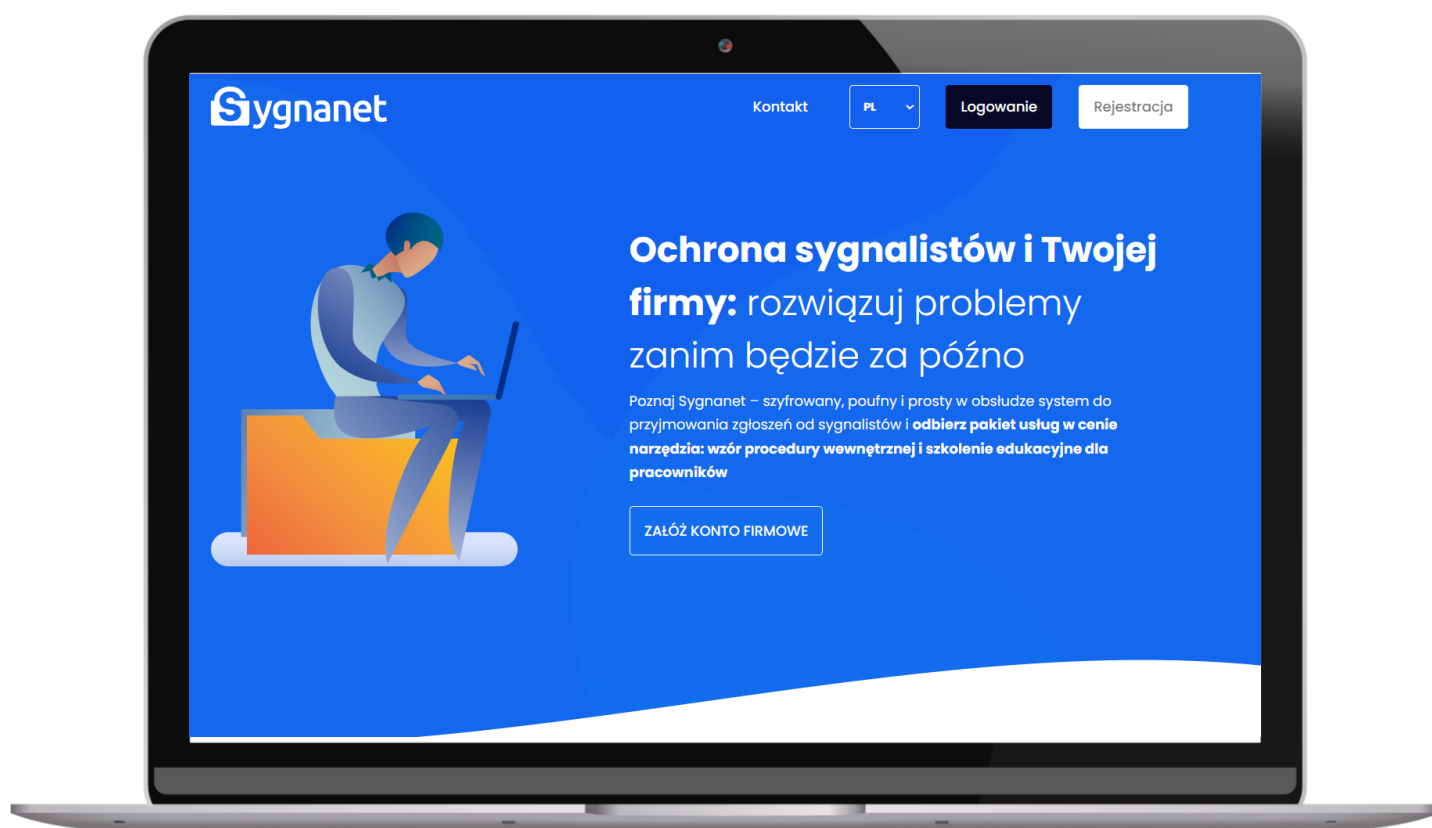 Sygnanet
Kontakt
PL
Logowanie
Rejestracja
Ochrona sygnalistów i Twojej
firmy: rozwiązuj problemy
zanim będzie za późno
Poznaj Sygnanet – szyfrowany, poufny i prosty w obsłudze system do
przyjmowania zgłoszeń od sygnalistów i odbierz pakiet usług w cenie
narzędzia: wzór procedury wewnętrznej i szkolenie edukacyjne dla
pracowników
ZAŁÓŻ KONTO FIRMOWE